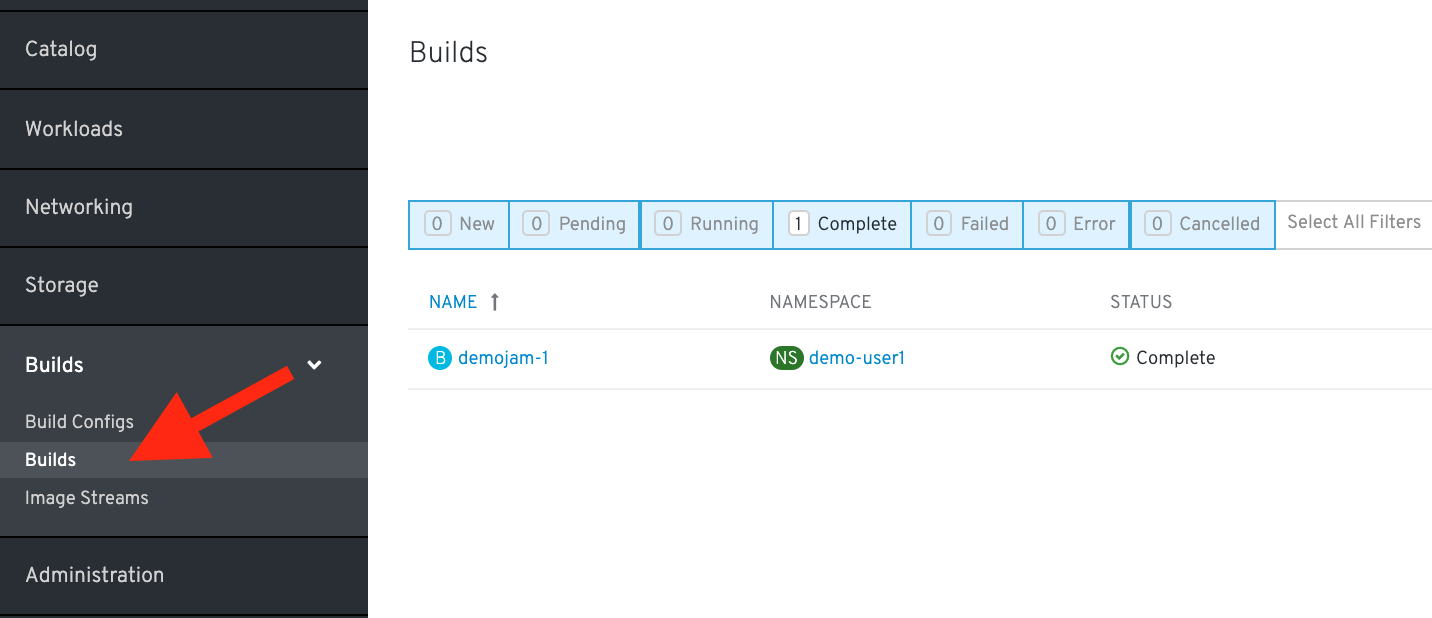 Catalog
Workloads
Networking
Storage
Builds
Build Configs
Builds
Image Streams
Administration
Builds
0 New 0 Pending 0 Running 1 Complete 0 Failed 0 Error 0 Cancelled Select All Filters
NAME ↑ NAMESPACE STATUS
B demojam-1 NS demo-user1 Complete